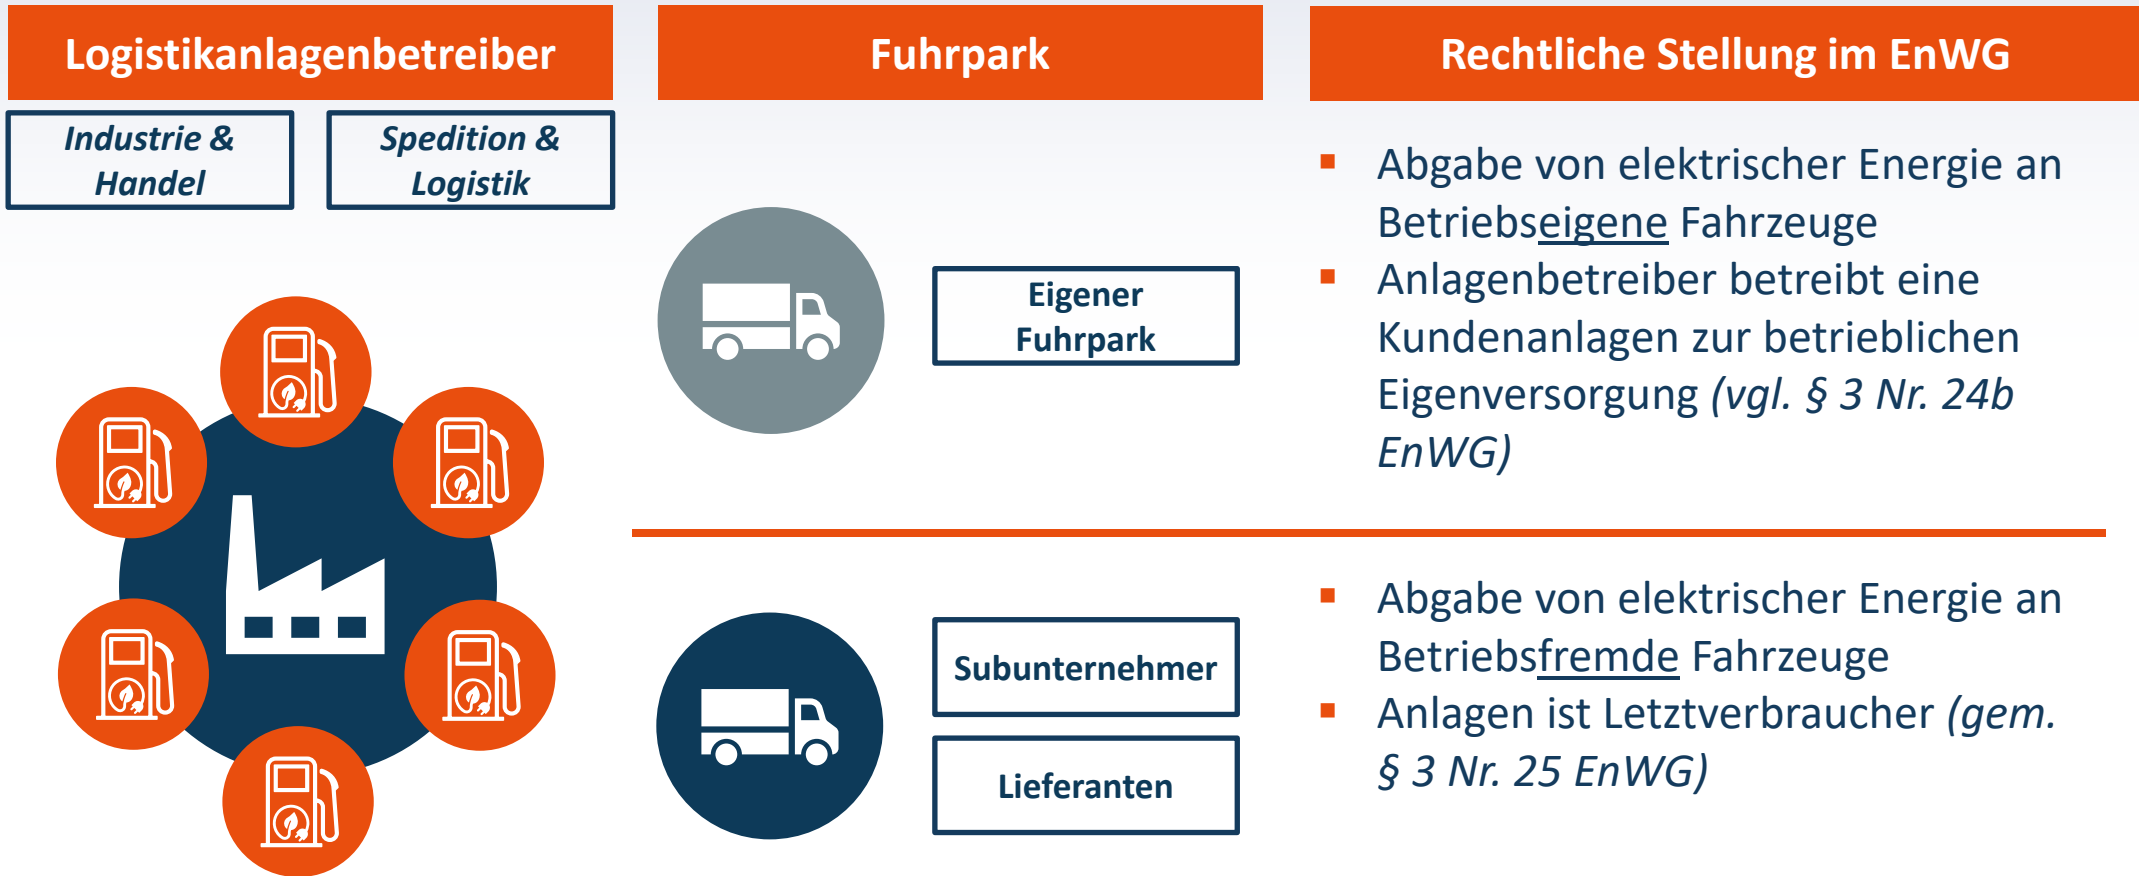 Logistikanlagenbetreiber
Industrie &
Handel
Spedition &
Logistik
Fuhrpark
Eigener
Fuhrpark
Subunternehmer
Lieferanten
Rechtliche Stellung im EnWG
▪ Abgabe von elektrischer Energie an
Betriebseigene Fahrzeuge
▪ Anlagenbetreiber betreibt eine
Kundenanlagen zur betrieblichen
Eigenversorgung (vgl. § 3 Nr. 24b
EnWG)
▪ Abgabe von elektrischer Energie an
Betriebsfremde Fahrzeuge
▪ Anlagen ist Letztverbraucher (gem.
§ 3 Nr. 25 EnWG)